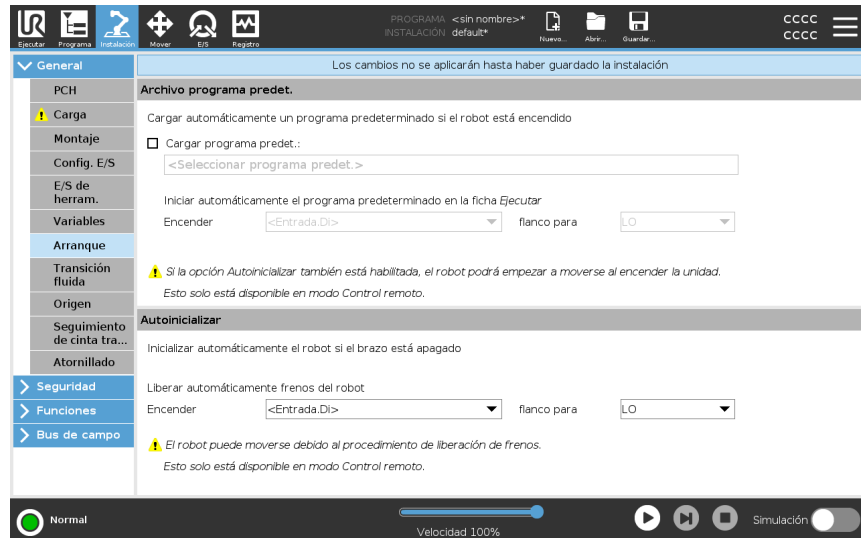 UR
Ejecutar
Programa
Instalación
Mover
E/S
Registro
PROGRAMA <sin nombre>*
INSTALACIÓN default*
Nuevo...
Abrir...
Guardar...
cccc
cccc
General
Los cambios no se aplicarán hasta haber guardado la instalación
PCH
Carga
Montaje
Config. E/S
E/S de
herram.
Variables
Arranque
Transición
fluida
Origen
Seguimiento
de cinta tra...
Atornillado
Seguridad
Funciones
Bus de campo
Archivo programa predet.
Cargar automáticamente un programa predeterminado si el robot está encendido
Cargar programa predet.:
<Seleccionar programa predet.>
Iniciar automáticamente el programa predeterminado en la ficha Ejecutar
Encender <Entrada.Di> flanco para LO
Si la opción Autoinicializar también está habilitada, el robot podrá empezar a moverse al encender la unidad.
Esto solo está disponible en modo Control remoto.
Autoinicializar
Inicializar automáticamente el robot si el brazo está apagado
Liberar automáticamente frenos del robot
Encender <Entrada.Di> flanco para LO
El robot puede moverse debido al procedimiento de liberación de frenos.
Esto solo está disponible en modo Control remoto.
Normal
Velocidad 100%
Simulación